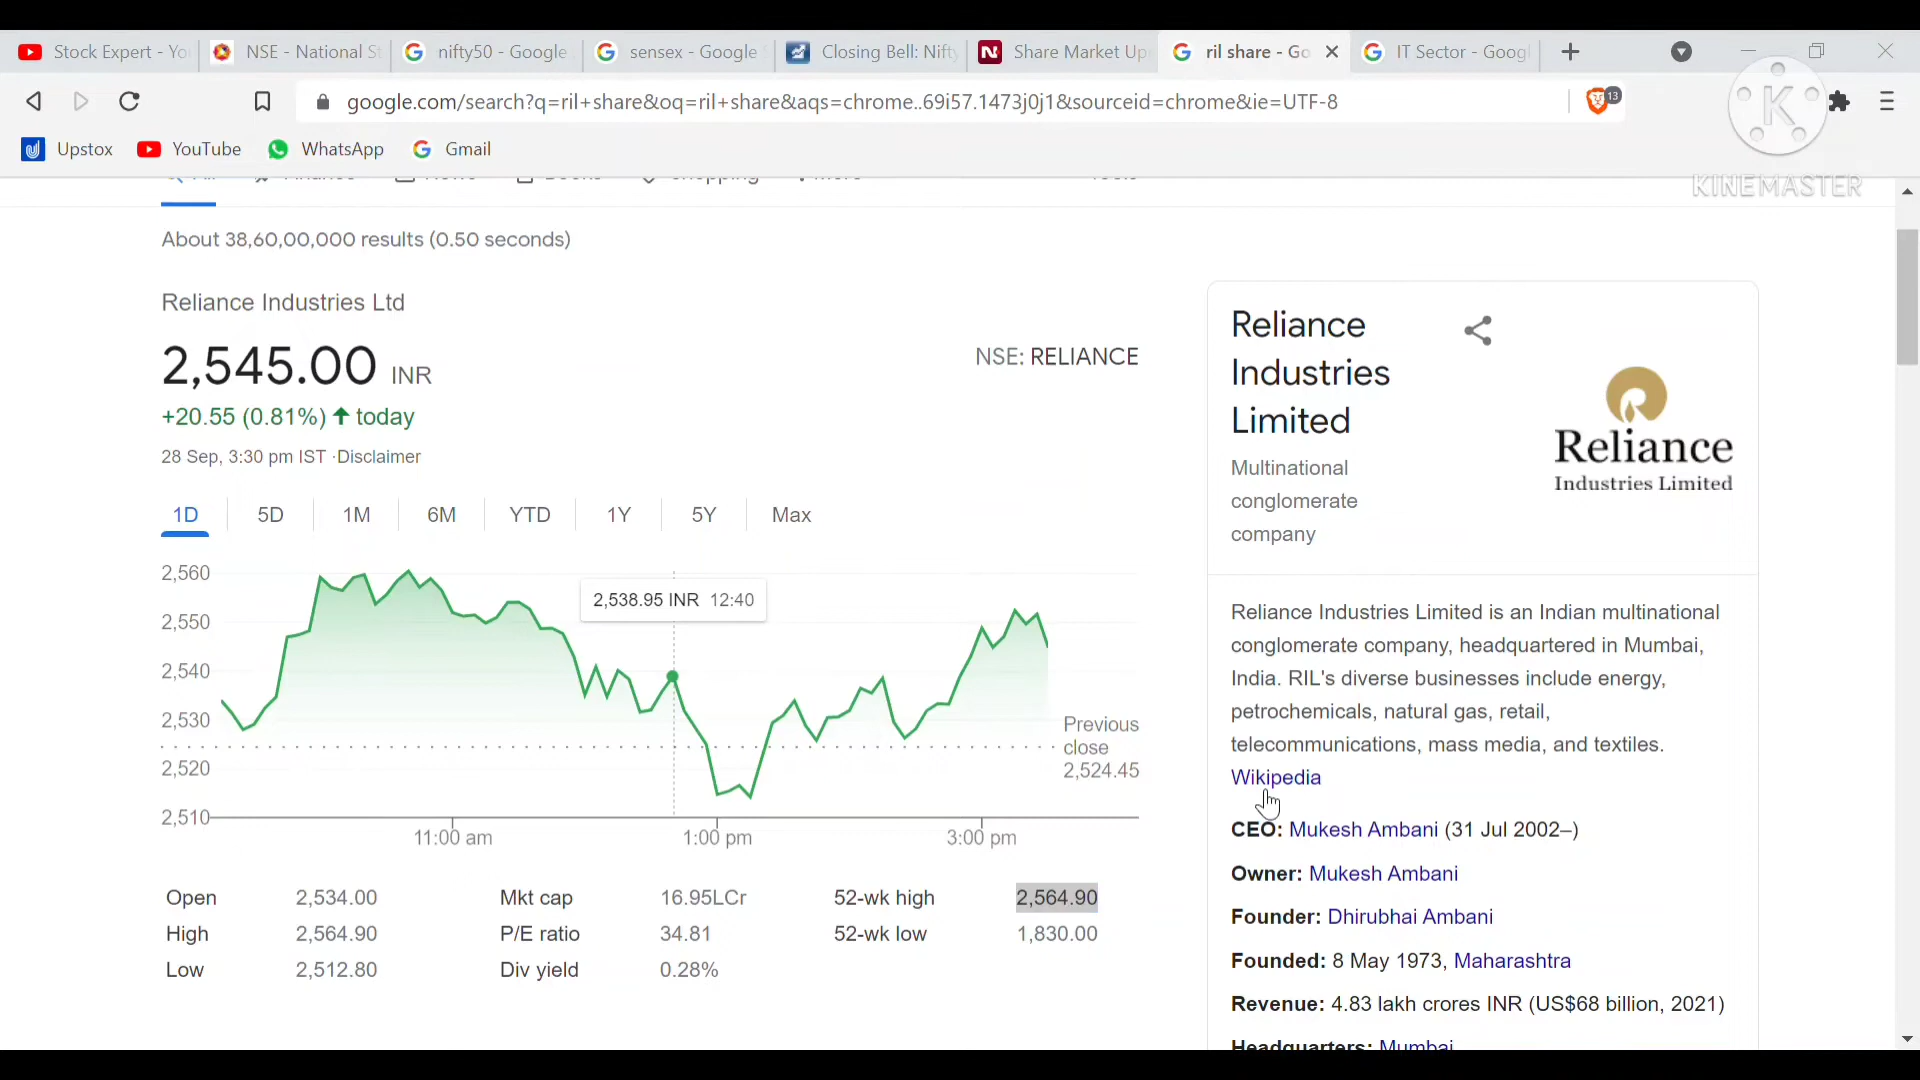 Stock Expert - Yo
NSE - National St
nifty50 - Google
sensex - Google
Closing Bell: Nifty
Share Market Up
ril share - Go
IT Sector - Googl
google.com/search?q=ril+share&oq=ril+share&aqs=chrome..69i57.1473j0j1&sourceid=chrome&ie=UTF-8
13
K
Upstox
YouTube
WhatsApp
Gmail
KINEMASTER
About 38,60,00,000 results (0.50 seconds)
Reliance Industries Ltd
2,545.00 INR
NSE: RELIANCE
+20.55 (0.81%) ↑ today
28 Sep, 3:30 pm IST ·Disclaimer
1D 5D 1M 6M YTD 1Y 5Y Max
2,560
2,550
2,540
2,530
2,520
2,510
2,538.95 INR 12:40
Previous
close
2,524.45
11:00 am 1:00 pm 3:00 pm
Open 2,534.00 Mkt cap 16.95LCr 52-wk high 2,564.90
High 2,564.90 P/E ratio 34.81 52-wk low 1,830.00
Low 2,512.80 Div yield 0.28%
Reliance
Industries
Limited
Multinational
conglomerate
company
Reliance
Industries Limited
Reliance Industries Limited is an Indian multinational
conglomerate company, headquartered in Mumbai,
India. RIL's diverse businesses include energy,
petrochemicals, natural gas, retail,
telecommunications, mass media, and textiles.
Wikipedia
CEO: Mukesh Ambani (31 Jul 2002–)
Owner: Mukesh Ambani
Founder: Dhirubhai Ambani
Founded: 8 May 1973, Maharashtra
Revenue: 4.83 lakh crores INR (US$68 billion, 2021)
Headquarters: Mumbai